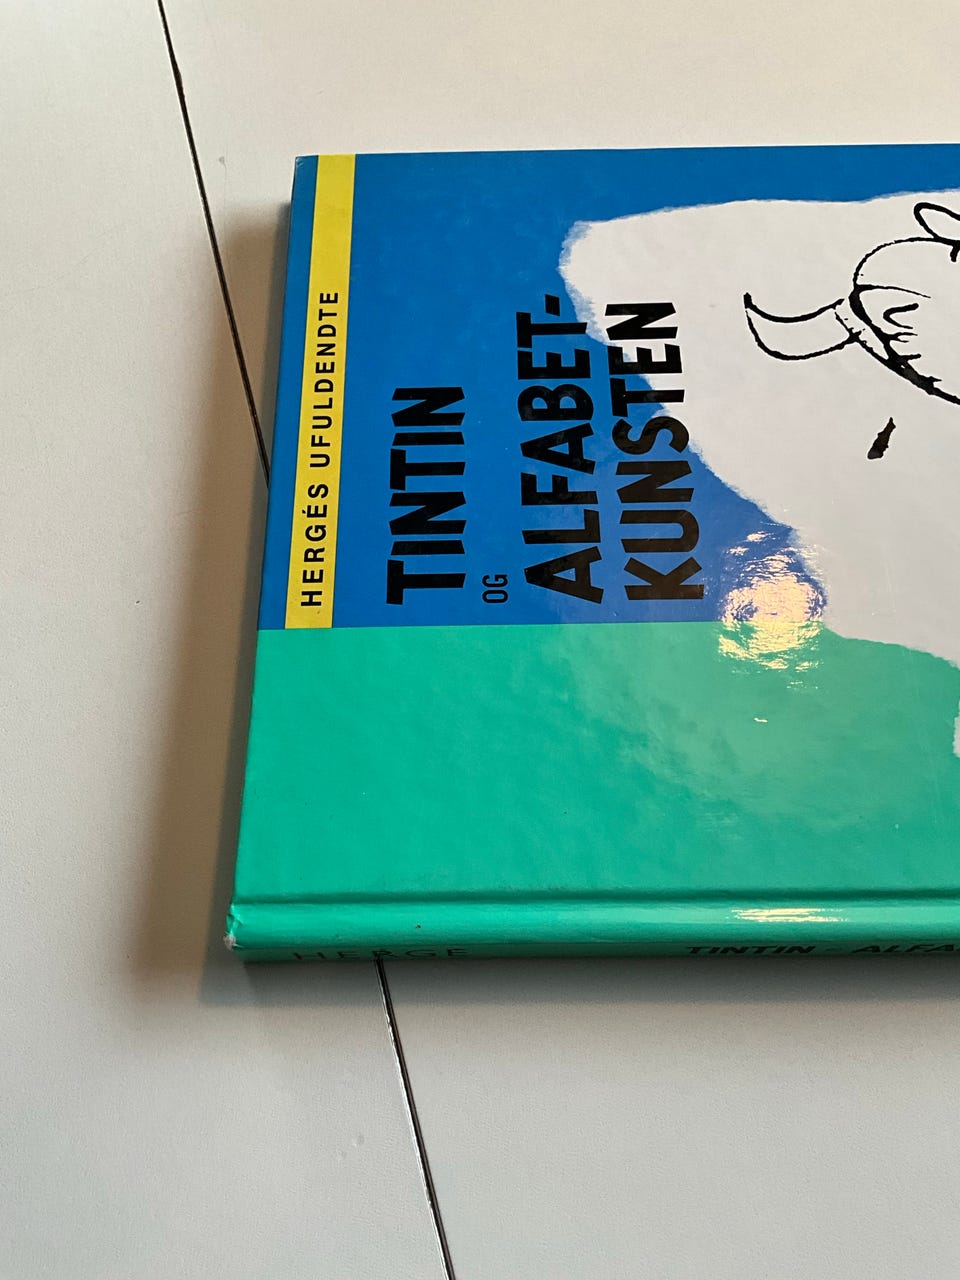 HERGÉS UFULDENDTE
TINTIN
OG
ALFABET-
KUNSTEN
HERGÉ
TINTIN